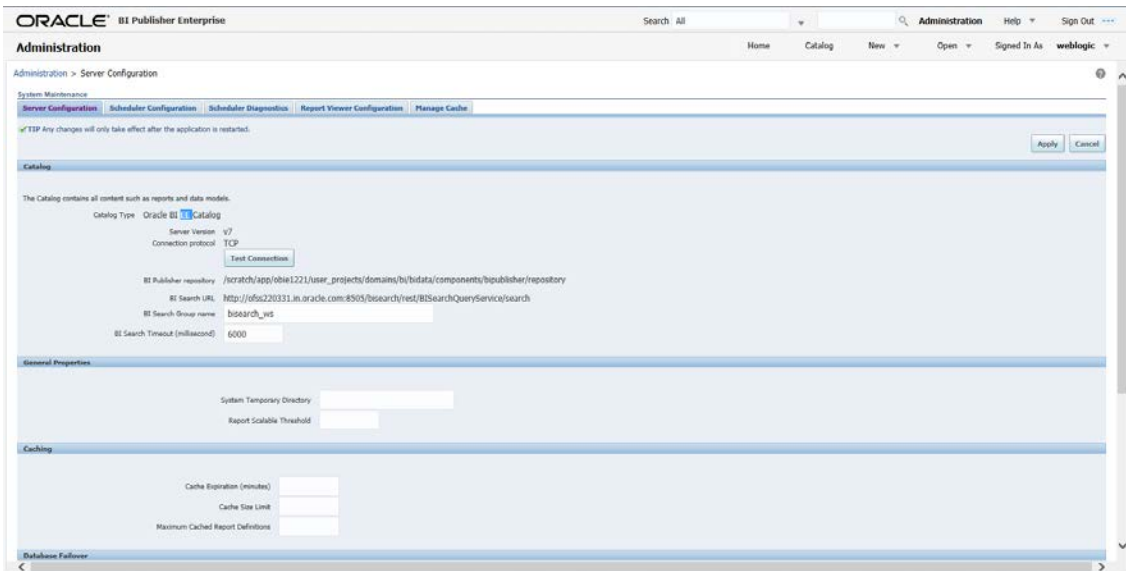 ORACLE' BI Publisher Enterprise
Search All
Administration
Help
Sign Out
Administration
Home
Catalog
New
Open
Signed In As weblogic
Administration > Server Configuration
System Maintenance
Server Configuration
Scheduler Configuration
Scheduler Diagnostics
Report Viewer Configuration
Manage Cache
TIP Any changes will only take effect after the application is restarted.
Apply
Cancel
Catalog
The Catalog contains all content such as reports and data models.
Catalog Type Oracle BI EE Catalog
Server Version v7
Connection protocol TCP
Test Connection
BI Publisher repository /scratch/app/obie1221/user_projects/domains/bi/bidata/components/bipublisher/repository
BI Search URL http://ofss220331.in.oracle.com:8505/bisearch/rest/BISearchQueryService/search
BI Search Group name bisearch_ws
BI Search Timeout (millisecond) 6000
General Properties
System Temporary Directory
Report Scalable Threshold
Caching
Cache Expiration (minutes)
Cache Size Limit
Maximum Cached Report Definitions
Database Failover